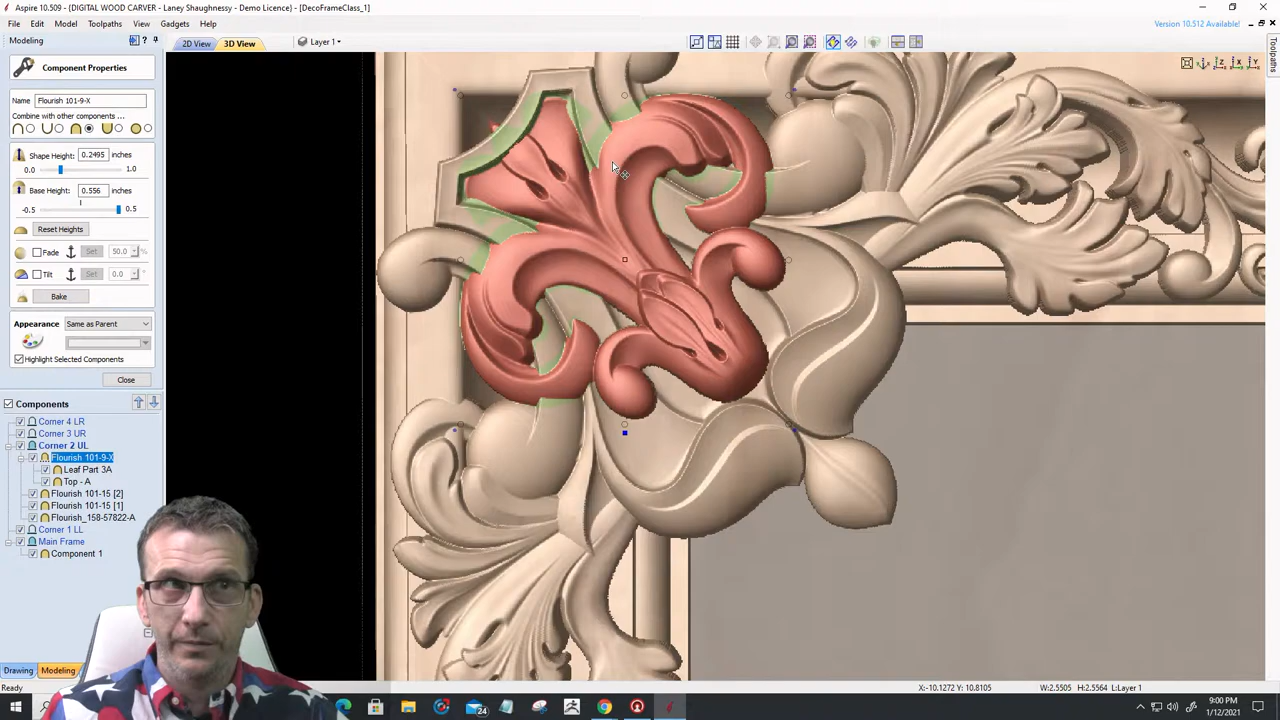 Aspire 10.509 - (DIGITAL WOOD CARVER - Laney Shaughnessy - Demo Licence) - [DecoFrameClass_1]
File Edit Model Toolpaths View Gadgets Help
Version 10.512 Available!
Modeling
2D View 3D View Layer 1
Toolpaths
Component Properties
Name Flourish 101-9-X
Combine with other components ...
Shape Height: 0.2495 inches
0.0 1.0
Base Height: 0.556 inches
-0.5 0.5
Reset Heights
Fade Set 50.0 %
Tilt Set 0.0 °
Bake
Appearance Same as Parent
Highlight Selected Components
Close
Components
Corner 4 LR
Corner 3 UR
Corner 2 UL
Flourish 101-9-X
Leaf Part 3A
Top - A
Flourish 101-15 [2]
Flourish 101-15 [1]
Flourish_158-57822-A
Corner 1 LL
Main Frame
Component 1
Drawing Modeling
Ready
X:-10.1272 Y: 10.8105
W:2.5505 H:2.5564 L:Layer 1
24
9:00 PM
1/12/2021